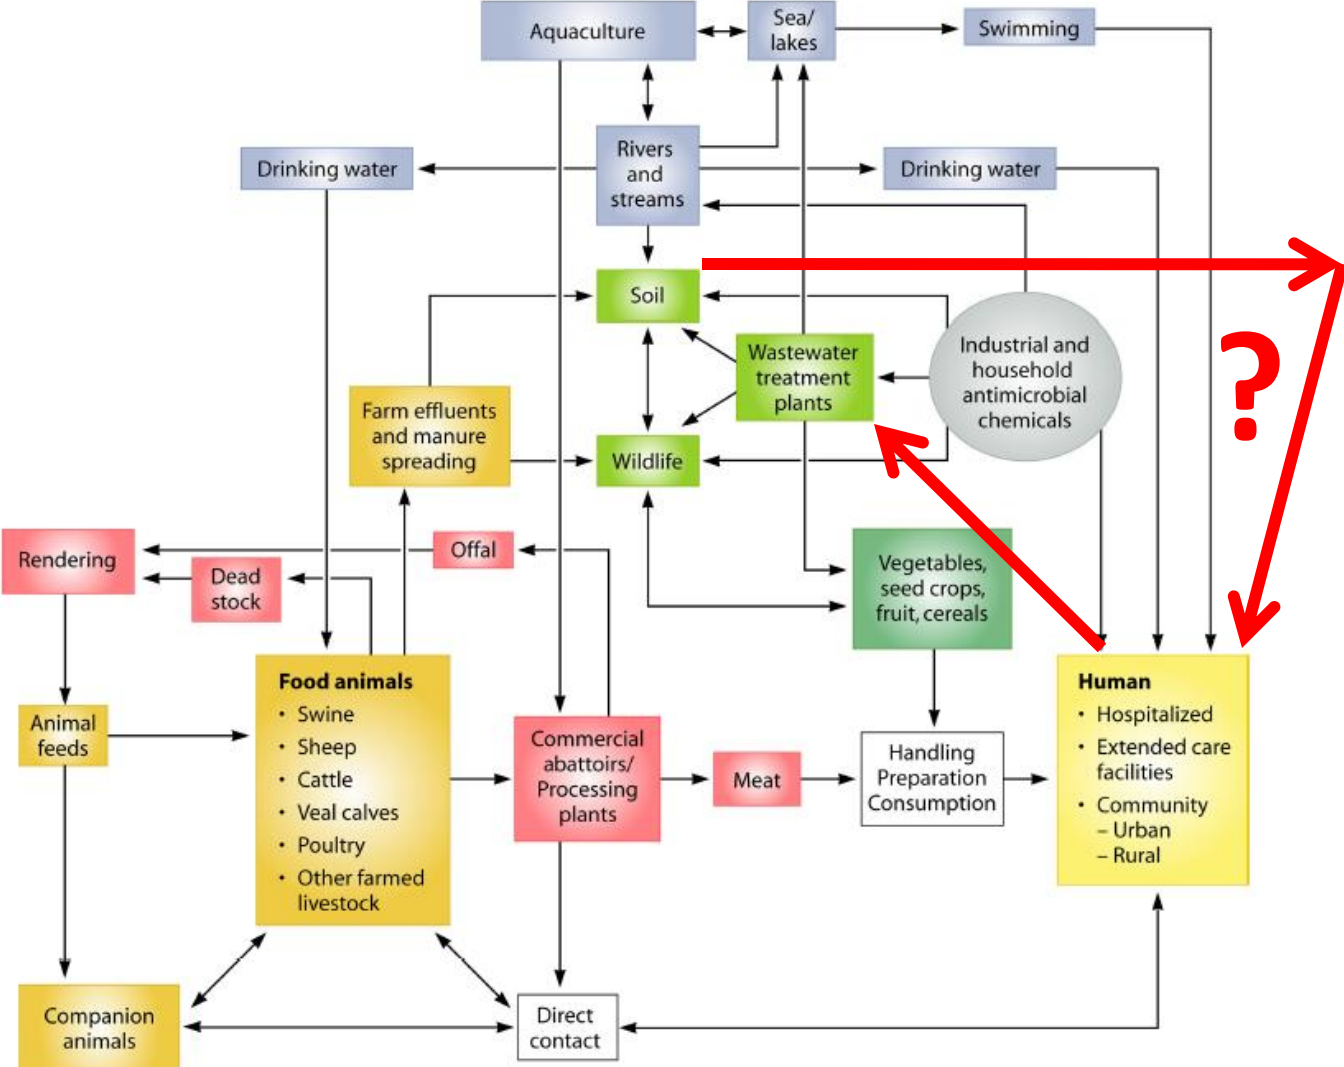 Aquaculture
Sea/
lakes
Swimming
Drinking water
Rivers
and
streams
Drinking water
Soil
Wastewater
treatment
plants
Industrial and
household
antimicrobial
chemicals
?
Farm effluents
and manure
spreading
Wildlife
Rendering
Offal
Dead
stock
Vegetables,
seed crops,
fruit, cereals
Animal
feeds
Food animals
• Swine
• Sheep
• Cattle
• Veal calves
• Poultry
• Other farmed
livestock
Commercial
abattoirs/
Processing
plants
Meat
Handling
Preparation
Consumption
Human
• Hospitalized
• Extended care
facilities
• Community
– Urban
– Rural
Companion
animals
Direct
contact